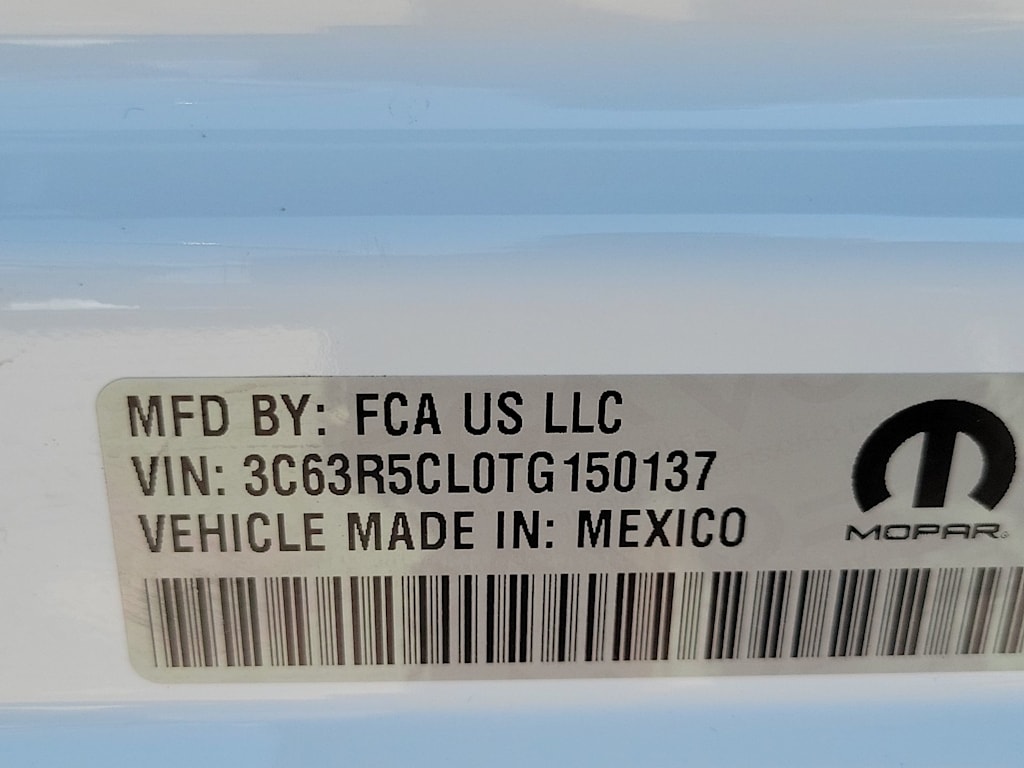 MFD BY: FCA US LLC
VIN: 3C63R5CL0TG150137
VEHICLE MADE IN: MEXICO
MOPAR®